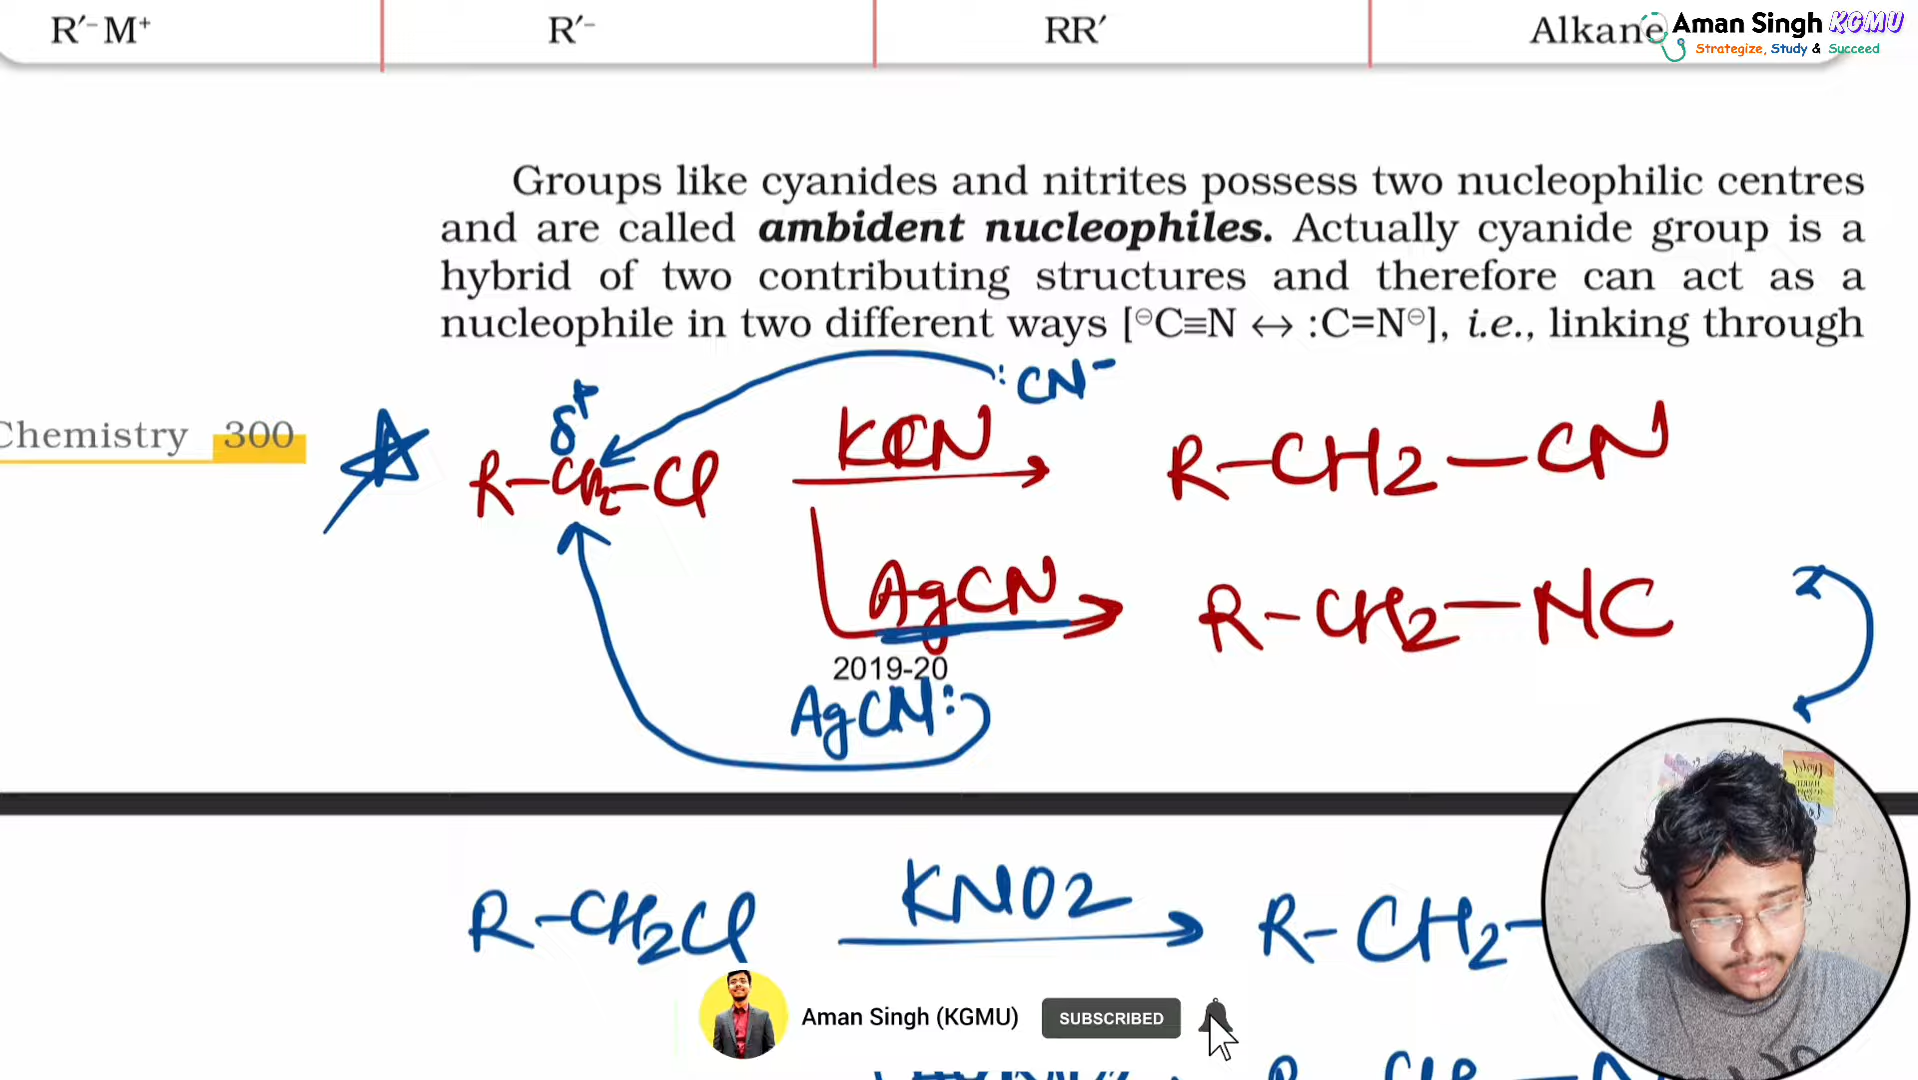 R′⁻M⁺ R′⁻ RR′ Alkane
Aman Singh KGMU
Strategize, Study & Succeed
Groups like cyanides and nitrites possess two nucleophilic centres
and are called ambident nucleophiles. Actually cyanide group is a
hybrid of two contributing structures and therefore can act as a
nucleophile in two different ways [⊖C≡N ↔ :C=N⊖], i.e., linking through
:CN⁻
δ+
Chemistry 300
R-CH2-Cl KCN R-CH2-CN
AgCN R-CH2-NC
2019-20
AgCN:
R-CH2Cl KNO2 R-CH2-
Aman Singh (KGMU) SUBSCRIBED